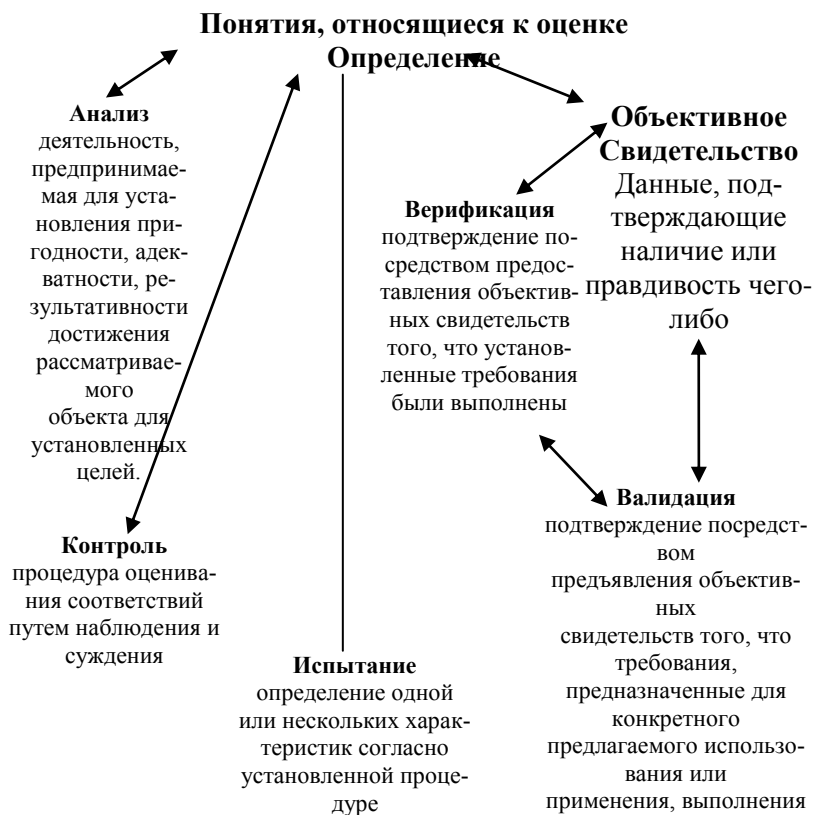 Понятия, относящиеся к оценке
Определение
Анализ
деятельность,
предпринимае-
мая для уста-
новления при-
годности, адек-
ватности, ре-
зультативности
достижения
рассматривае-
мого
объекта для
установленных
целей.
Объективное
Свидетельство
Данные, под-
тверждающие
наличие или
правдивость чего-
либо
Верификация
подтверждение по-
средством предос-
тавления объектив-
ных свидетельств
того, что установ-
ленные требования
были выполнены
Контроль
процедура оценива-
ния соответствий
путем наблюдения и
суждения
Испытание
определение одной
или нескольких харак-
теристик согласно
установленной проце-
дуре
Валидация
подтверждение посредст-
вом
предъявления объектив-
ных
свидетельств того, что
требования,
предназначенные для
конкретного
предлагаемого использо-
вания или
применения, выполнения